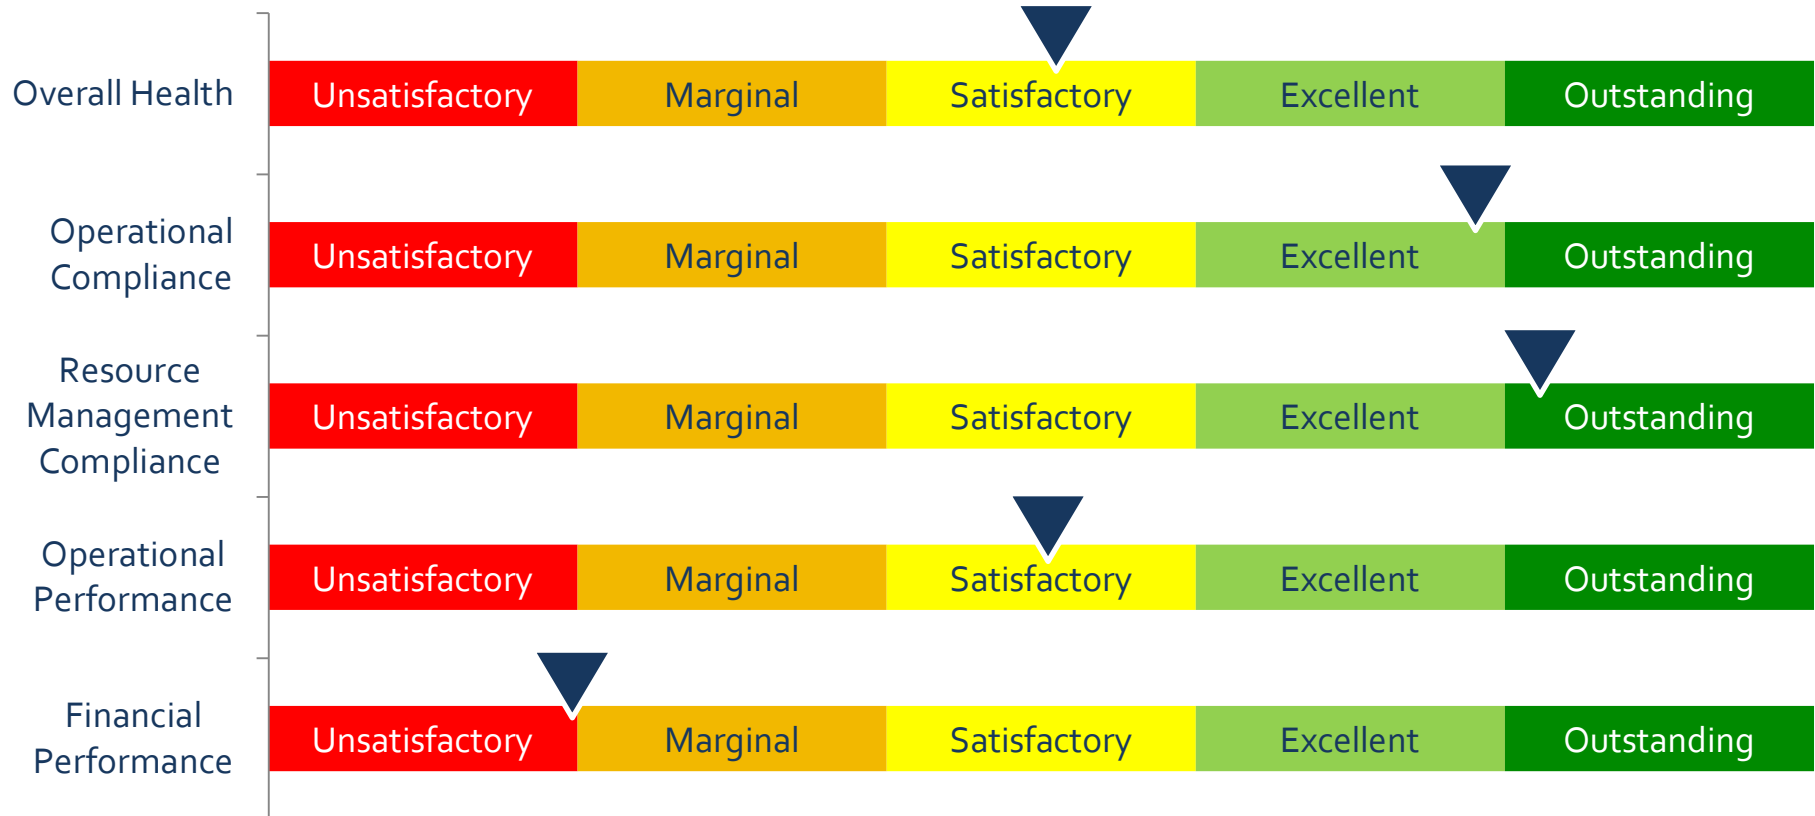 Overall Health
Unsatisfactory Marginal Satisfactory Excellent Outstanding
Operational
Compliance
Unsatisfactory Marginal Satisfactory Excellent Outstanding
Resource
Management
Compliance
Unsatisfactory Marginal Satisfactory Excellent Outstanding
Operational
Performance
Unsatisfactory Marginal Satisfactory Excellent Outstanding
Financial
Performance
Unsatisfactory Marginal Satisfactory Excellent Outstanding